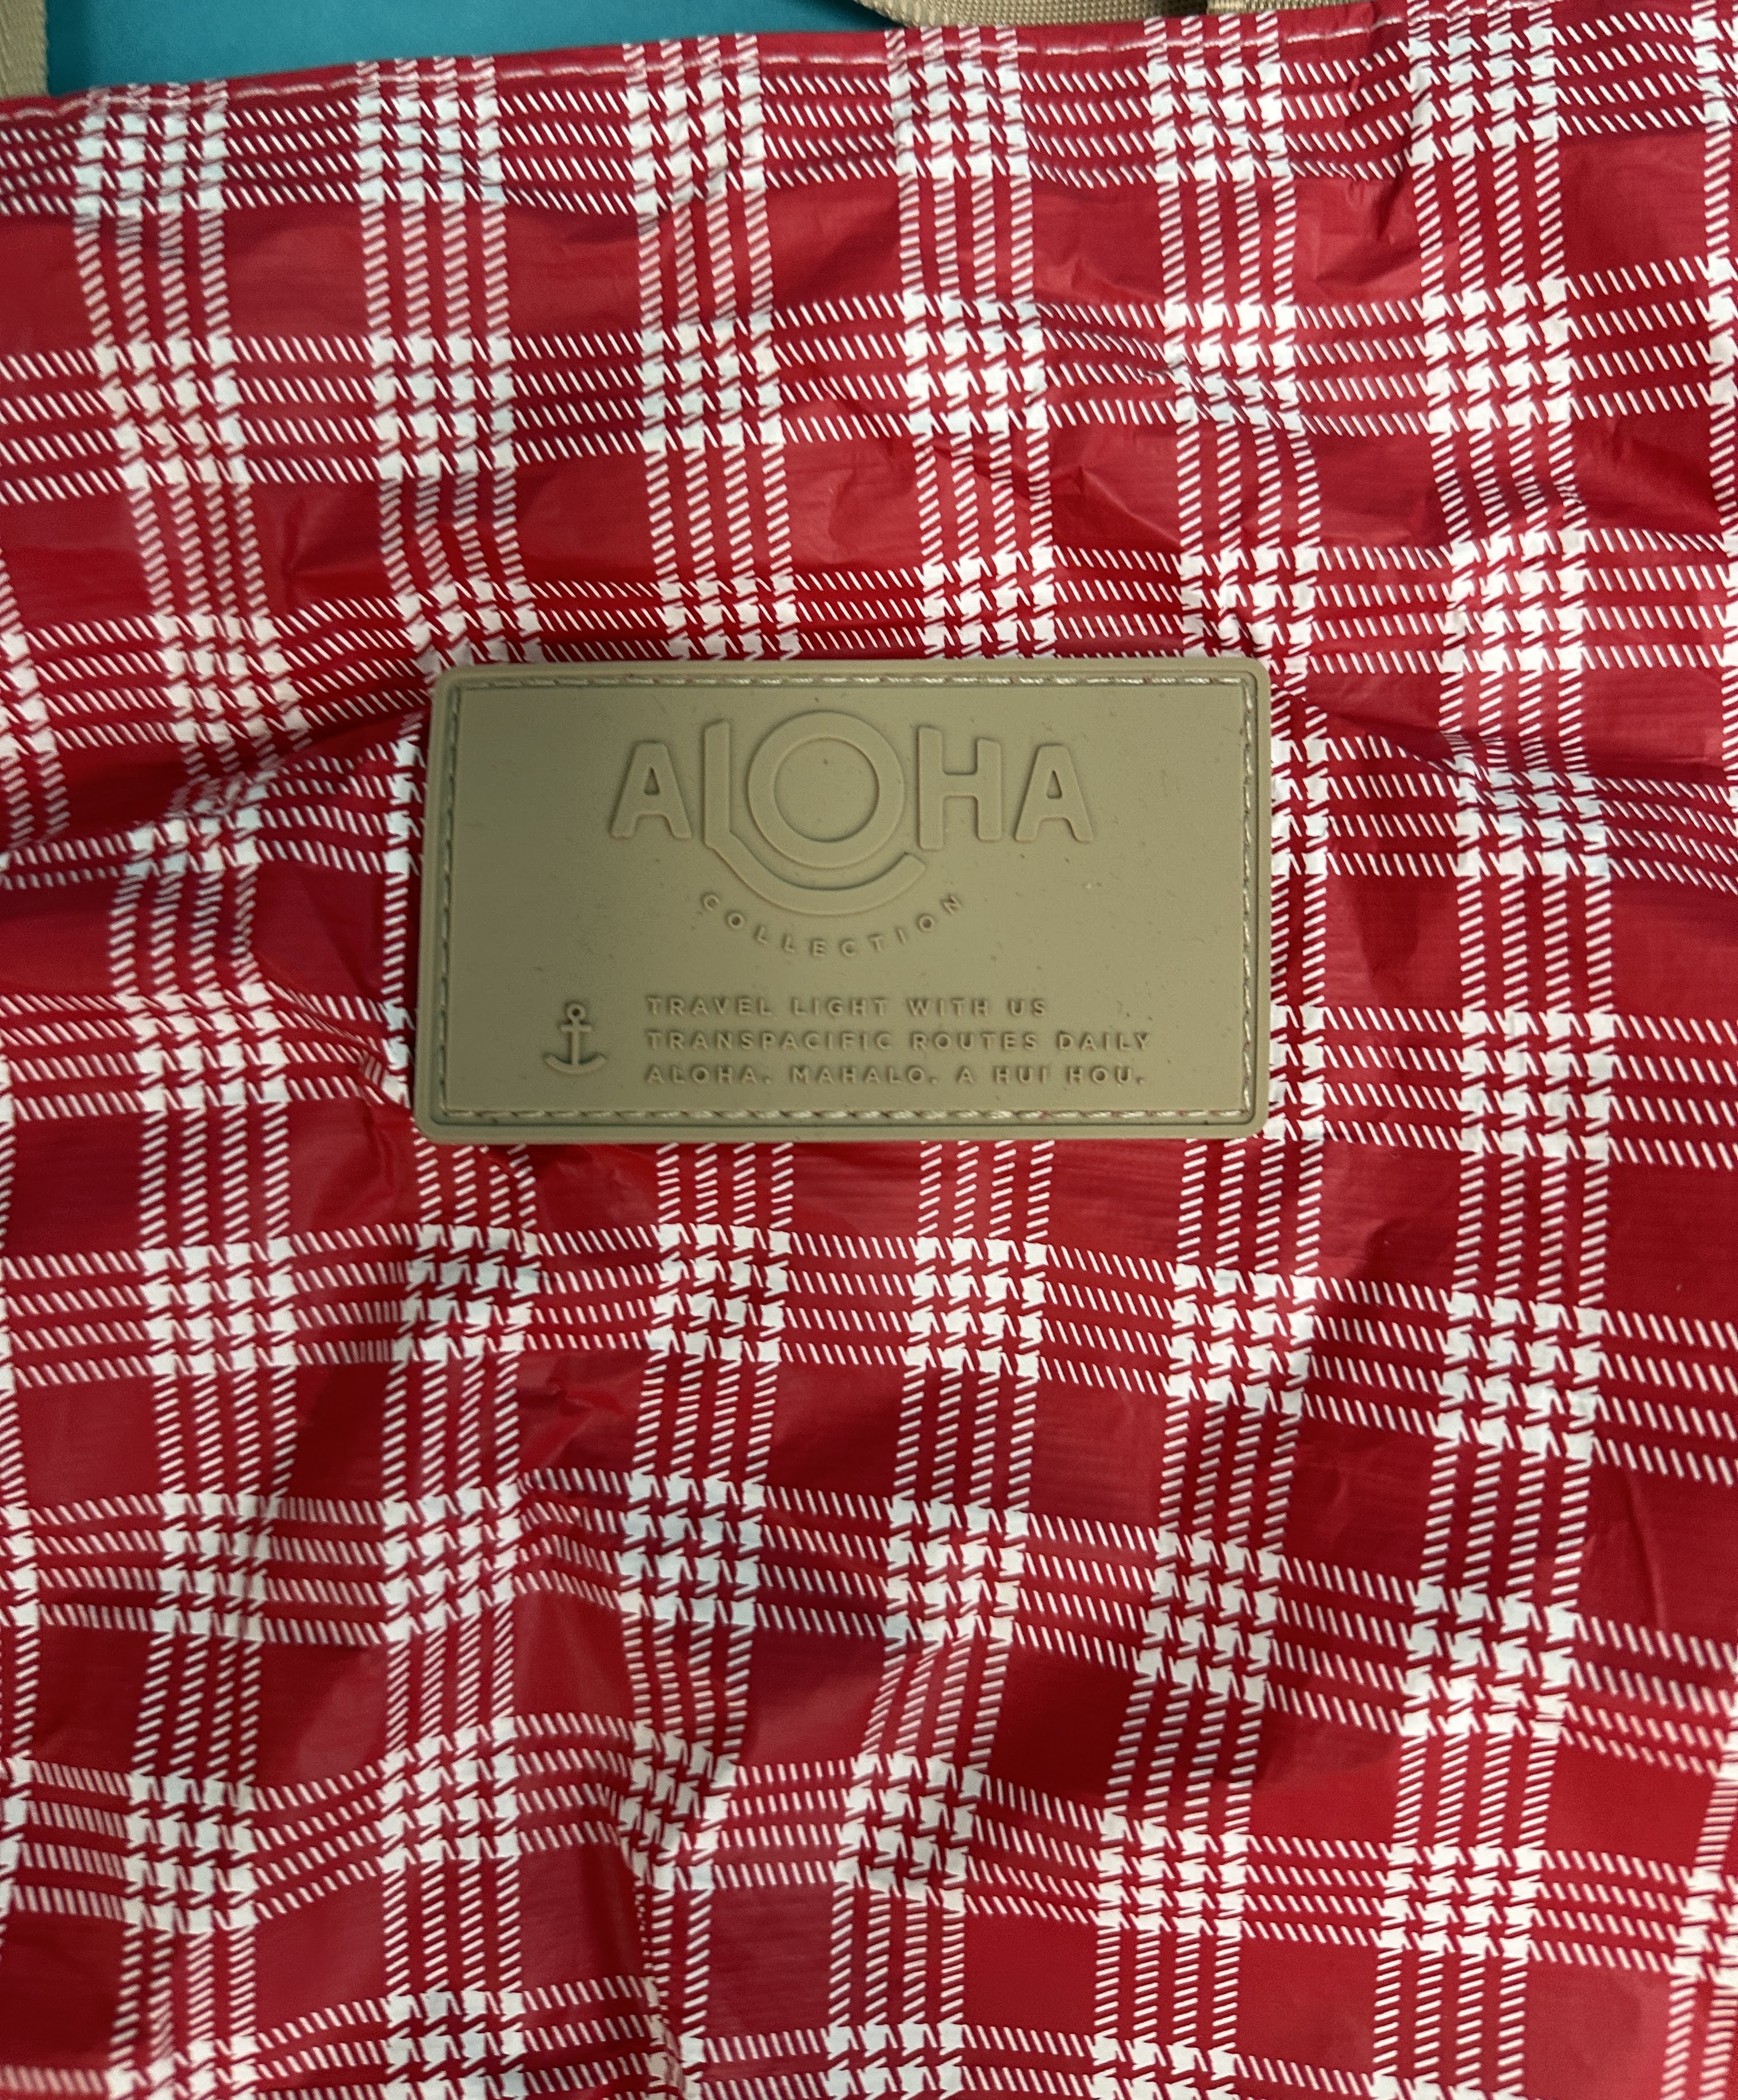 ALOHA
COLLECTION
TRAVEL LIGHT WITH US
TRANSPACIFIC ROUTES DAILY
ALOHA. MAHALO. A HUI HOU.